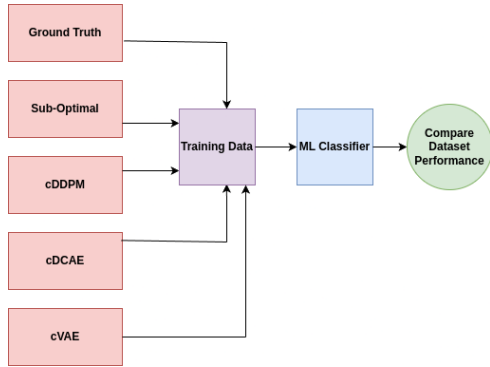 Ground Truth
Sub-Optimal
cDDPM
cDCAE
cVAE
Training Data
ML Classifier
Compare
Dataset
Performance